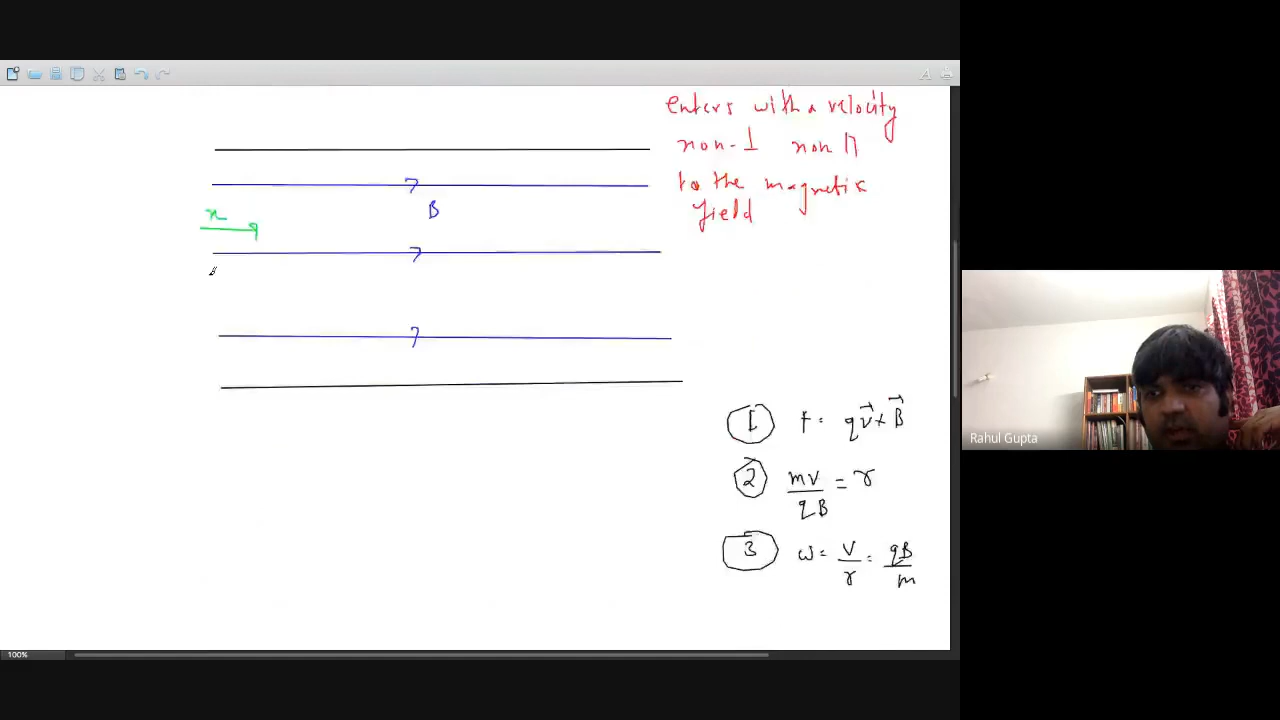 enters with a velocity
non-⊥ non ||
to the magnetic
field
B
x
① F = qv⃗ × B⃗
② mv/qB = r
③ ω = v/r = qB/m
Rahul Gupta
100%